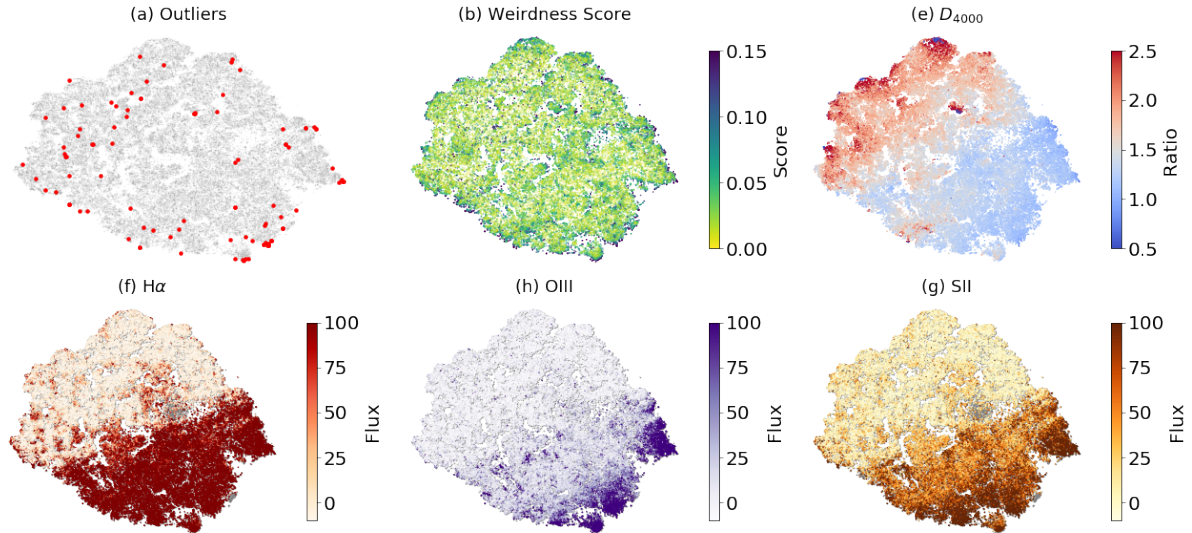 (a) Outliers
(b) Weirdness Score
(e) D4000
0.15
0.10
0.05
0.00
Score
2.5
2.0
1.5
1.0
0.5
Ratio
(f) Hα
(h) OIII
(g) SII
100
75
50
25
0
Flux
100
75
50
25
0
Flux
100
75
50
25
0
Flux